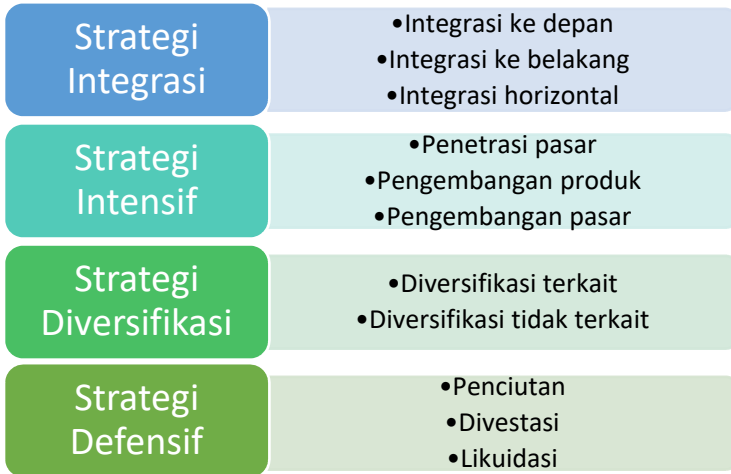 Strategi
Integrasi
•Integrasi ke depan
•Integrasi ke belakang
•Integrasi horizontal
Strategi
Intensif
•Penetrasi pasar
•Pengembangan produk
•Pengembangan pasar
Strategi
Diversifikasi
•Diversifikasi terkait
•Diversifikasi tidak terkait
Strategi
Defensif
•Penciutan
•Divestasi
•Likuidasi